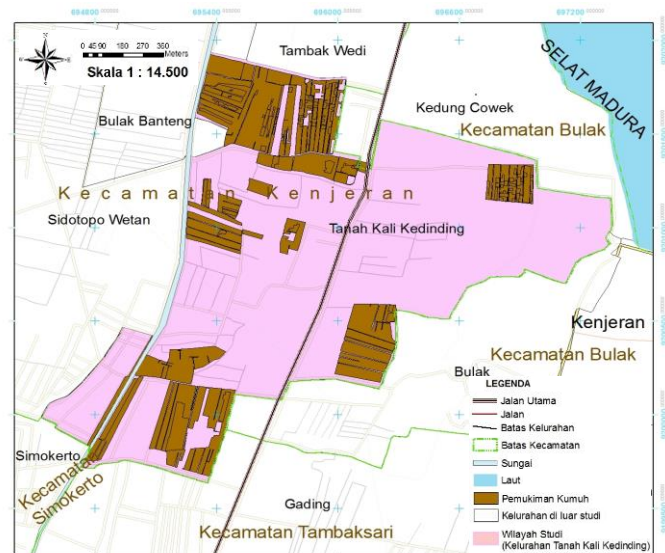 694800 695400 696000 696600 697200
0 45 90 180 270 360
Meters
Skala 1 : 14.500
Tambak Wedi
SELAT MADURA
Kedung Cowek
Bulak Banteng
Kecamatan Bulak
Kecamatan Kenjeran
Sidotopo Wetan
Tanah Kali Kedinding
Kenjeran
Kecamatan Bulak
Bulak
Simokerto
Kecamatan
Simokerto
Gading
Kecamatan Tambaksari
LEGENDA
Jalan Utama
Jalan
Batas Kelurahan
Batas Kecamatan
Sungai
Laut
Pemukiman Kumuh
Kelurahan di luar studi
Wilayah Studi
(Kelurahan Tanah Kali Kedinding)